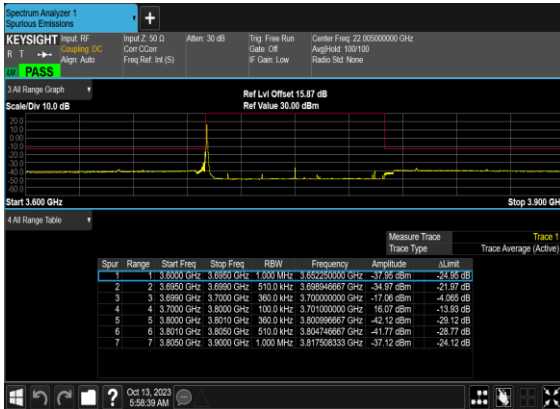 Spectrum Analyzer 1
Spurious Emissions
+
KEYSIGHT Input: RF Input Z: 50 Ω Atten: 30 dB Trig: Free Run Center Freq: 22.005000000 GHz
R T Coupling: DC Corr CCorr Gate: Off Avg|Hold: 100/100
Align: Auto Freq Ref: Int (S) IF Gain: Low Radio Std: None
PASS
3 All Range Graph
Ref Lvl Offset 15.87 dB
Scale/Div 10.0 dB Ref Value 30.00 dBm
20.0
10.0
0.00
-10.0
-20.0
-30.0
-40.0
-50.0
-60.0
Start 3.600 GHz Stop 3.900 GHz
4 All Range Table
Measure Trace Trace 1
Trace Type Trace Average (Active)
Spur Range Start Freq Stop Freq RBW Frequency Amplitude ΔLimit
1 1 3.6000 GHz 3.6950 GHz 1.000 MHz 3.652250000 GHz -37.95 dBm -24.95 dB
2 2 3.6950 GHz 3.6990 GHz 510.0 kHz 3.698946667 GHz -34.97 dBm -21.97 dB
3 3 3.6990 GHz 3.7000 GHz 360.0 kHz 3.700000000 GHz -17.06 dBm -4.065 dB
4 4 3.7000 GHz 3.8000 GHz 100.0 kHz 3.701000000 GHz 16.07 dBm -13.93 dB
5 5 3.8000 GHz 3.8010 GHz 360.0 kHz 3.800996667 GHz -42.12 dBm -29.12 dB
6 6 3.8010 GHz 3.8050 GHz 510.0 kHz 3.804746667 GHz -41.77 dBm -28.77 dB
7 7 3.8050 GHz 3.9000 GHz 1.000 MHz 3.817508333 GHz -37.12 dBm -24.12 dB
? Oct 13, 2023
5:58:39 AM